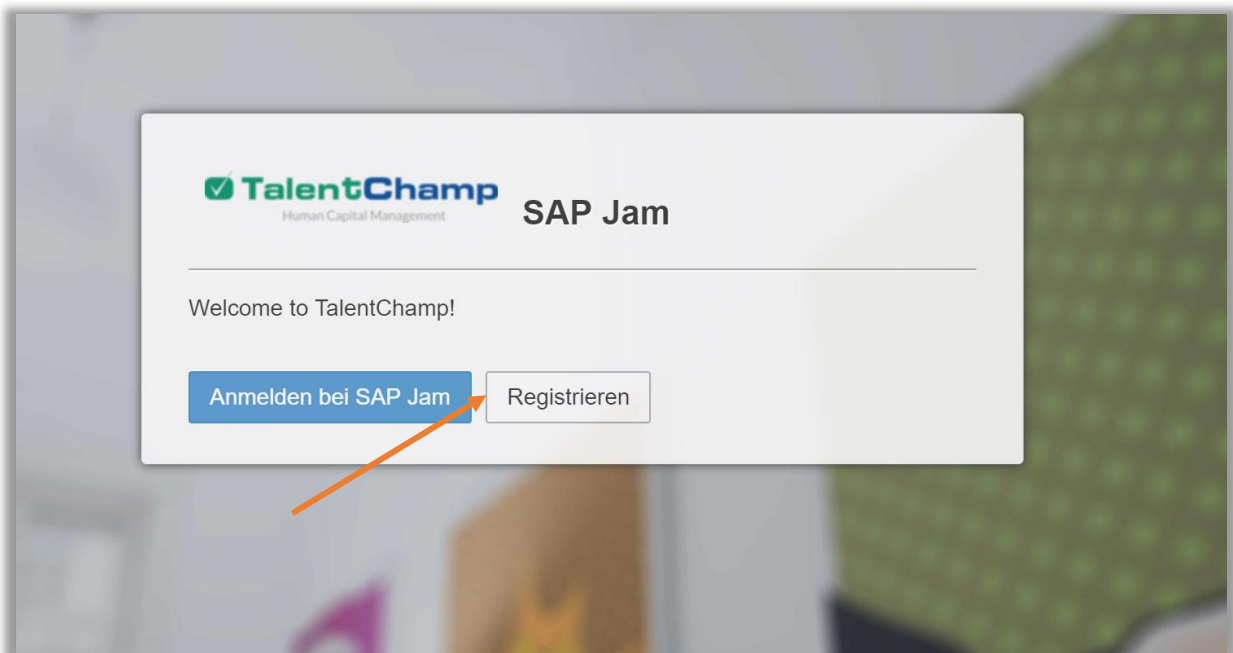 TalentChamp
Human Capital Management
SAP Jam
Welcome to TalentChamp!
Anmelden bei SAP Jam
Registrieren